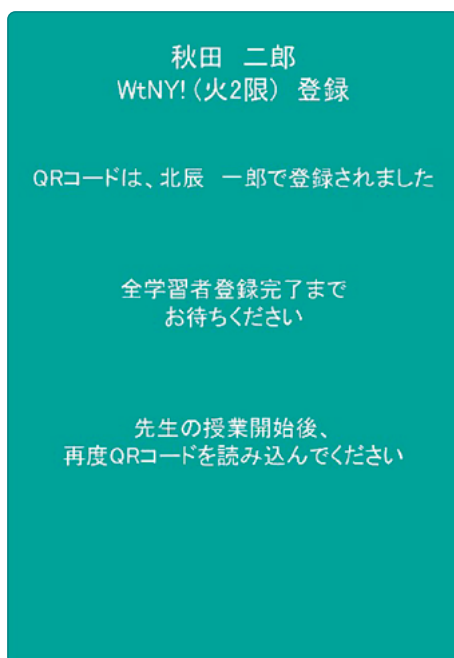 秋田　二郎
WtNY!（火2限）　登録
QRコードは、北辰　一郎で登録されました
全学習者登録完了まで
お待ちください
先生の授業開始後、
再度QRコードを読み込んでください